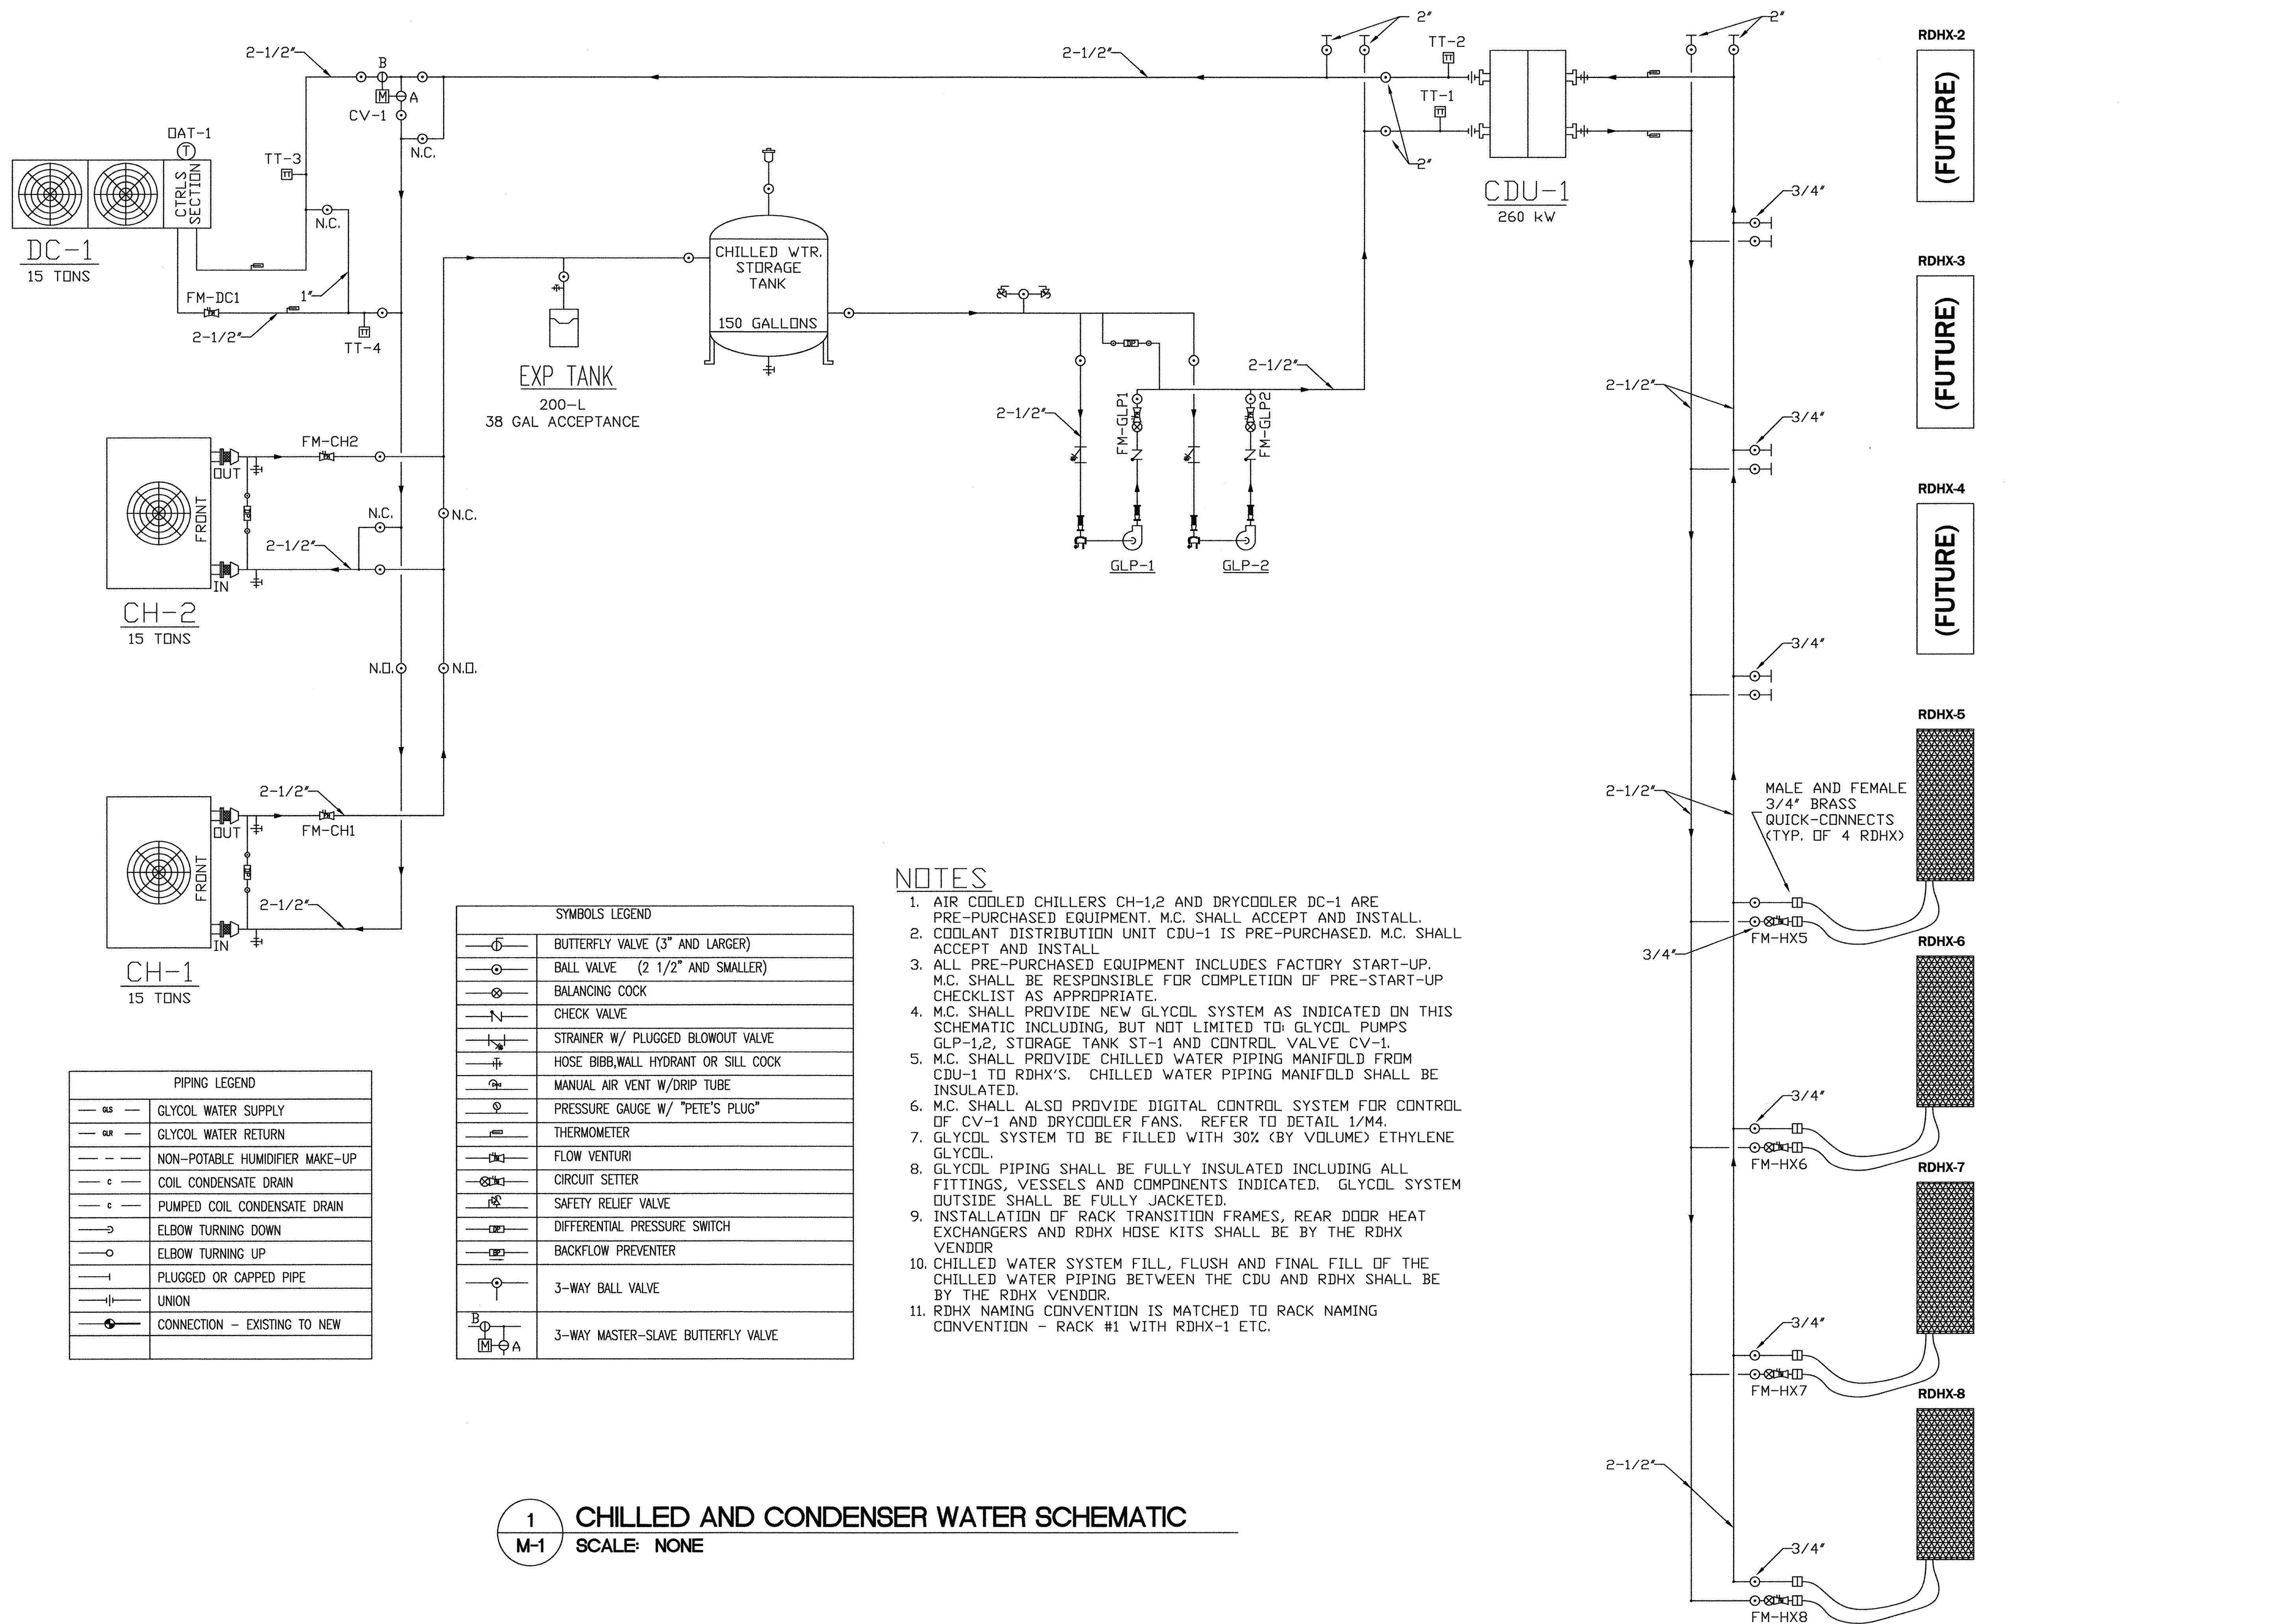 2-1/2"
B
M
A
CV-1
N.C.
OAT-1
T
CTRLS
SECTION
DC-1
15 TONS
TT-3
TT
N.C.
1"
FM-DC1
2-1/2"
TT
TT-4
2-1/2"
2"
TT-2
TT
TT-1
TT
2"
CDU-1
260 kW
2"
CHILLED WTR.
STORAGE
TANK
150 GALLONS
EXP TANK
200-L
38 GAL ACCEPTANCE
DP
2-1/2"
2-1/2"
FM-GLP1
FM-GLP2
GLP-1
GLP-2
FM-CH2
OUT
FRONT
N.C.
N.C.
2-1/2"
IN
CH-2
15 TONS
N.O.
N.O.
2-1/2"
OUT
FM-CH1
FRONT
2-1/2"
IN
CH-1
15 TONS
RDHX-2
(FUTURE)
3/4"
RDHX-3
(FUTURE)
2-1/2"
3/4"
RDHX-4
(FUTURE)
3/4"
RDHX-5
2-1/2"
MALE AND FEMALE
3/4" BRASS
QUICK-CONNECTS
(TYP. OF 4 RDHX)
FM-HX5
3/4"
RDHX-6
3/4"
FM-HX6
RDHX-7
3/4"
FM-HX7
RDHX-8
2-1/2"
3/4"
FM-HX8
PIPING LEGEND
GLS GLYCOL WATER SUPPLY
GLR GLYCOL WATER RETURN
NON-POTABLE HUMIDIFIER MAKE-UP
C COIL CONDENSATE DRAIN
C PUMPED COIL CONDENSATE DRAIN
ELBOW TURNING DOWN
ELBOW TURNING UP
PLUGGED OR CAPPED PIPE
UNION
CONNECTION - EXISTING TO NEW
SYMBOLS LEGEND
BUTTERFLY VALVE (3" AND LARGER)
BALL VALVE (2 1/2" AND SMALLER)
BALANCING COCK
CHECK VALVE
STRAINER W/ PLUGGED BLOWOUT VALVE
HOSE BIBB,WALL HYDRANT OR SILL COCK
MANUAL AIR VENT W/DRIP TUBE
PRESSURE GAUGE W/ "PETE'S PLUG"
THERMOMETER
FLOW VENTURI
CIRCUIT SETTER
SAFETY RELIEF VALVE
DP DIFFERENTIAL PRESSURE SWITCH
BACKFLOW PREVENTER
3-WAY BALL VALVE
B
M A 3-WAY MASTER-SLAVE BUTTERFLY VALVE
NOTES
1. AIR COOLED CHILLERS CH-1,2 AND DRYCOOLER DC-1 ARE
PRE-PURCHASED EQUIPMENT. M.C. SHALL ACCEPT AND INSTALL.
2. COOLANT DISTRIBUTION UNIT CDU-1 IS PRE-PURCHASED. M.C. SHALL
ACCEPT AND INSTALL
3. ALL PRE-PURCHASED EQUIPMENT INCLUDES FACTORY START-UP.
M.C. SHALL BE RESPONSIBLE FOR COMPLETION OF PRE-START-UP
CHECKLIST AS APPROPRIATE.
4. M.C. SHALL PROVIDE NEW GLYCOL SYSTEM AS INDICATED ON THIS
SCHEMATIC INCLUDING, BUT NOT LIMITED TO: GLYCOL PUMPS
GLP-1,2, STORAGE TANK ST-1 AND CONTROL VALVE CV-1.
5. M.C. SHALL PROVIDE CHILLED WATER PIPING MANIFOLD FROM
CDU-1 TO RDHX'S. CHILLED WATER PIPING MANIFOLD SHALL BE
INSULATED.
6. M.C. SHALL ALSO PROVIDE DIGITAL CONTROL SYSTEM FOR CONTROL
OF CV-1 AND DRYCOOLER FANS. REFER TO DETAIL 1/M4.
7. GLYCOL SYSTEM TO BE FILLED WITH 30% (BY VOLUME) ETHYLENE
GLYCOL.
8. GLYCOL PIPING SHALL BE FULLY INSULATED INCLUDING ALL
FITTINGS, VESSELS AND COMPONENTS INDICATED. GLYCOL SYSTEM
OUTSIDE SHALL BE FULLY JACKETED.
9. INSTALLATION OF RACK TRANSITION FRAMES, REAR DOOR HEAT
EXCHANGERS AND RDHX HOSE KITS SHALL BE BY THE RDHX
VENDOR
10. CHILLED WATER SYSTEM FILL, FLUSH AND FINAL FILL OF THE
CHILLED WATER PIPING BETWEEN THE CDU AND RDHX SHALL BE
BY THE RDHX VENDOR.
11. RDHX NAMING CONVENTION IS MATCHED TO RACK NAMING
CONVENTION - RACK #1 WITH RDHX-1 ETC.
1
M-1
CHILLED AND CONDENSER WATER SCHEMATIC
SCALE: NONE